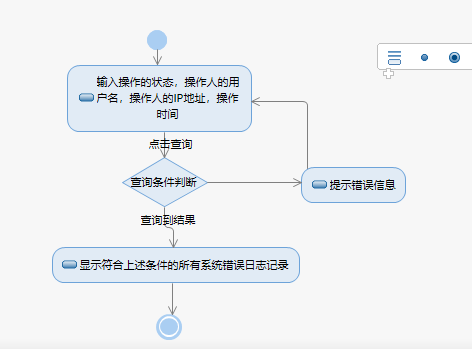 输入操作的状态，操作人的用
户名，操作人的IP地址，操作
时间
点击查询
查询条件判断
提示错误信息
查询到结果
显示符合上述条件的所有系统错误日志记录